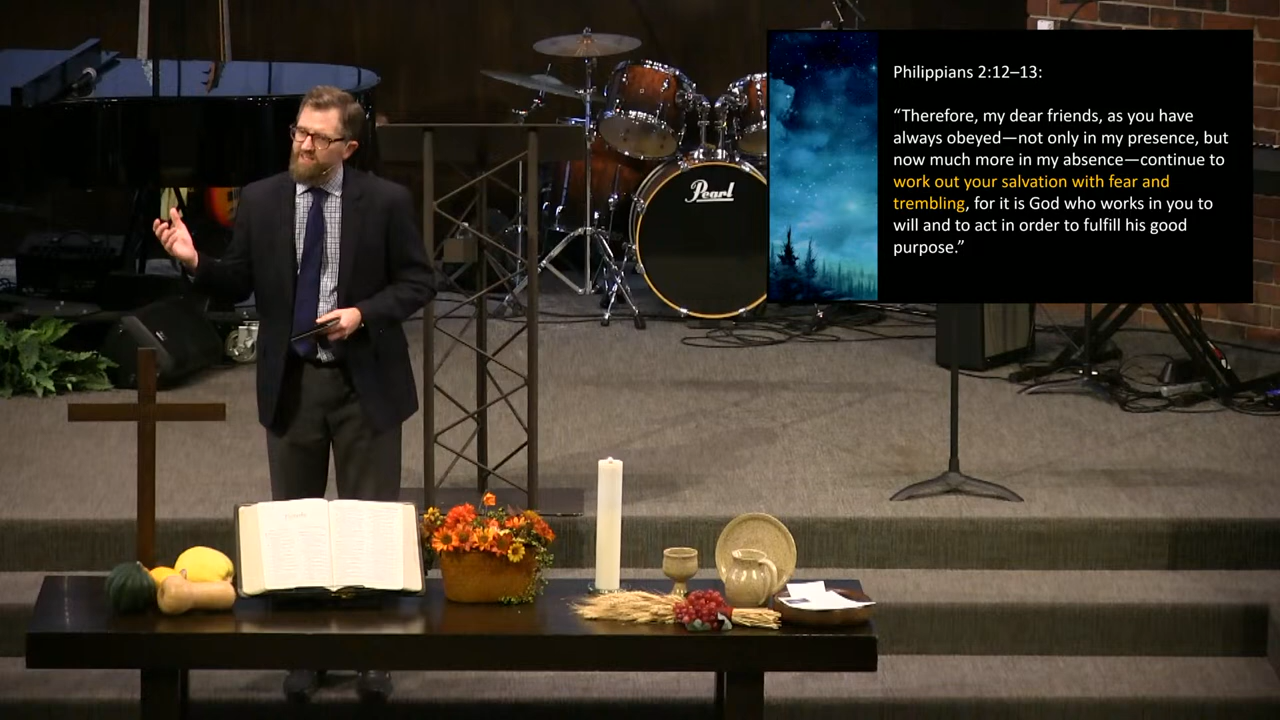 Philippians 2:12–13:
“Therefore, my dear friends, as you have
always obeyed—not only in my presence, but
now much more in my absence—continue to
work out your salvation with fear and
trembling, for it is God who works in you to
will and to act in order to fulfill his good
purpose.”
Pearl